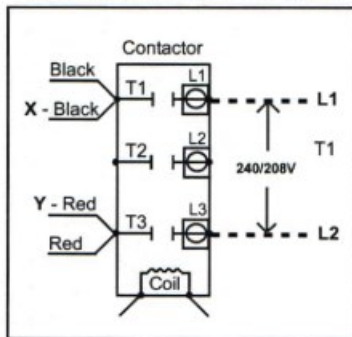 Contactor
Black
T1
L1
L1
X - Black
T2
L2
T1
240/208V
Y - Red
T3
L3
L2
Red
Coil